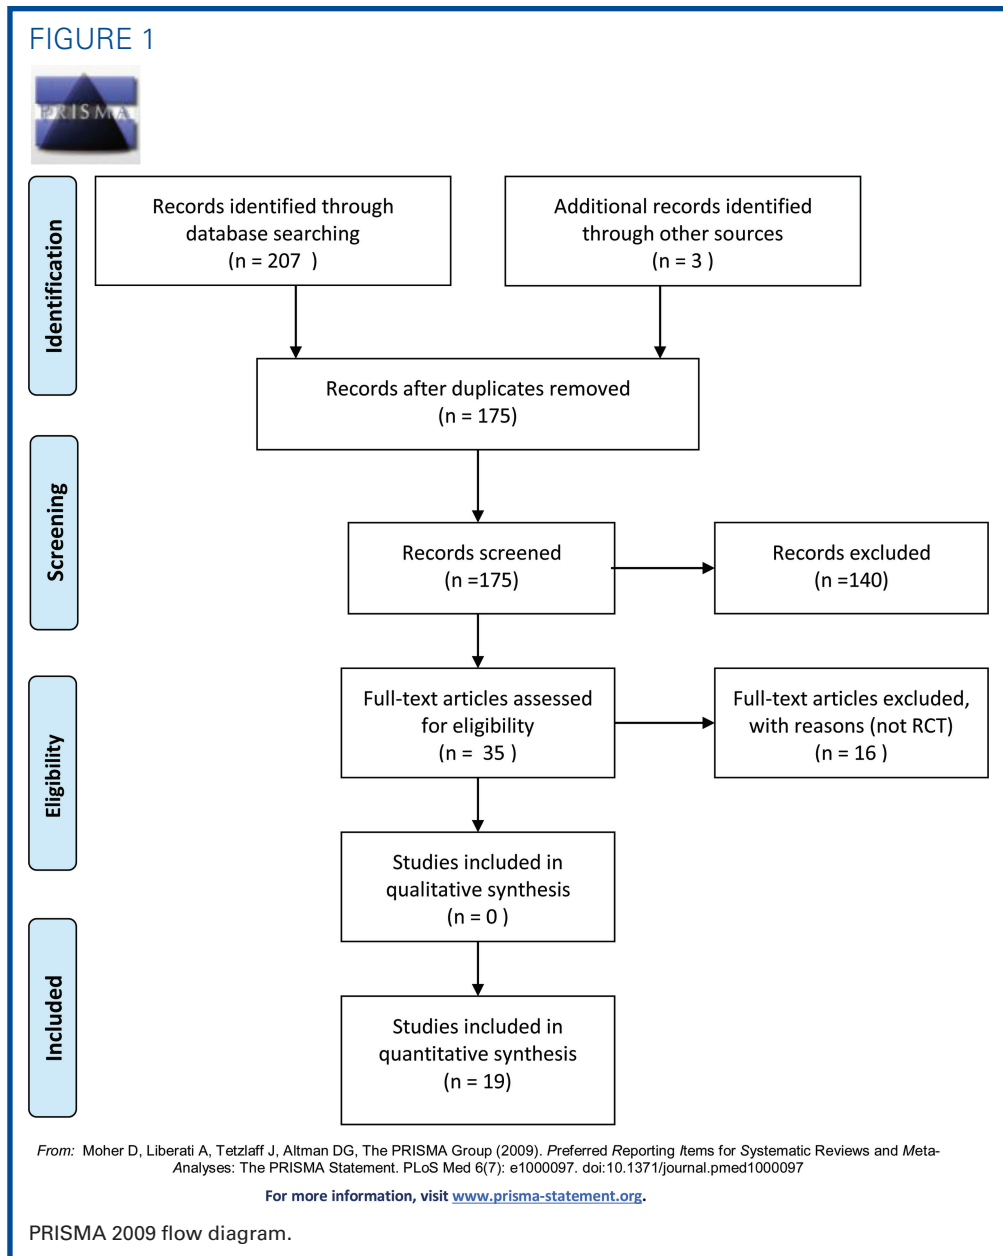 FIGURE 1
PRISMA
Identification
Records identified through
database searching
(n = 207  )
Additional records identified
through other sources
(n = 3 )
Records after duplicates removed
(n = 175)
Screening
Records screened
(n =175)
Records excluded
(n =140)
Eligibility
Full-text articles assessed
for eligibility
(n =  35 )
Full-text articles excluded,
with reasons (not RCT)
(n = 16 )
Studies included in
qualitative synthesis
(n = 0 )
Included
Studies included in
quantitative synthesis
(n = 19)
From: Moher D, Liberati A, Tetzlaff J, Altman DG, The PRISMA Group (2009). Preferred Reporting Items for Systematic Reviews and Meta-
Analyses: The PRISMA Statement. PLoS Med 6(7): e1000097. doi:10.1371/journal.pmed1000097
For more information, visit www.prisma-statement.org.
PRISMA 2009 flow diagram.